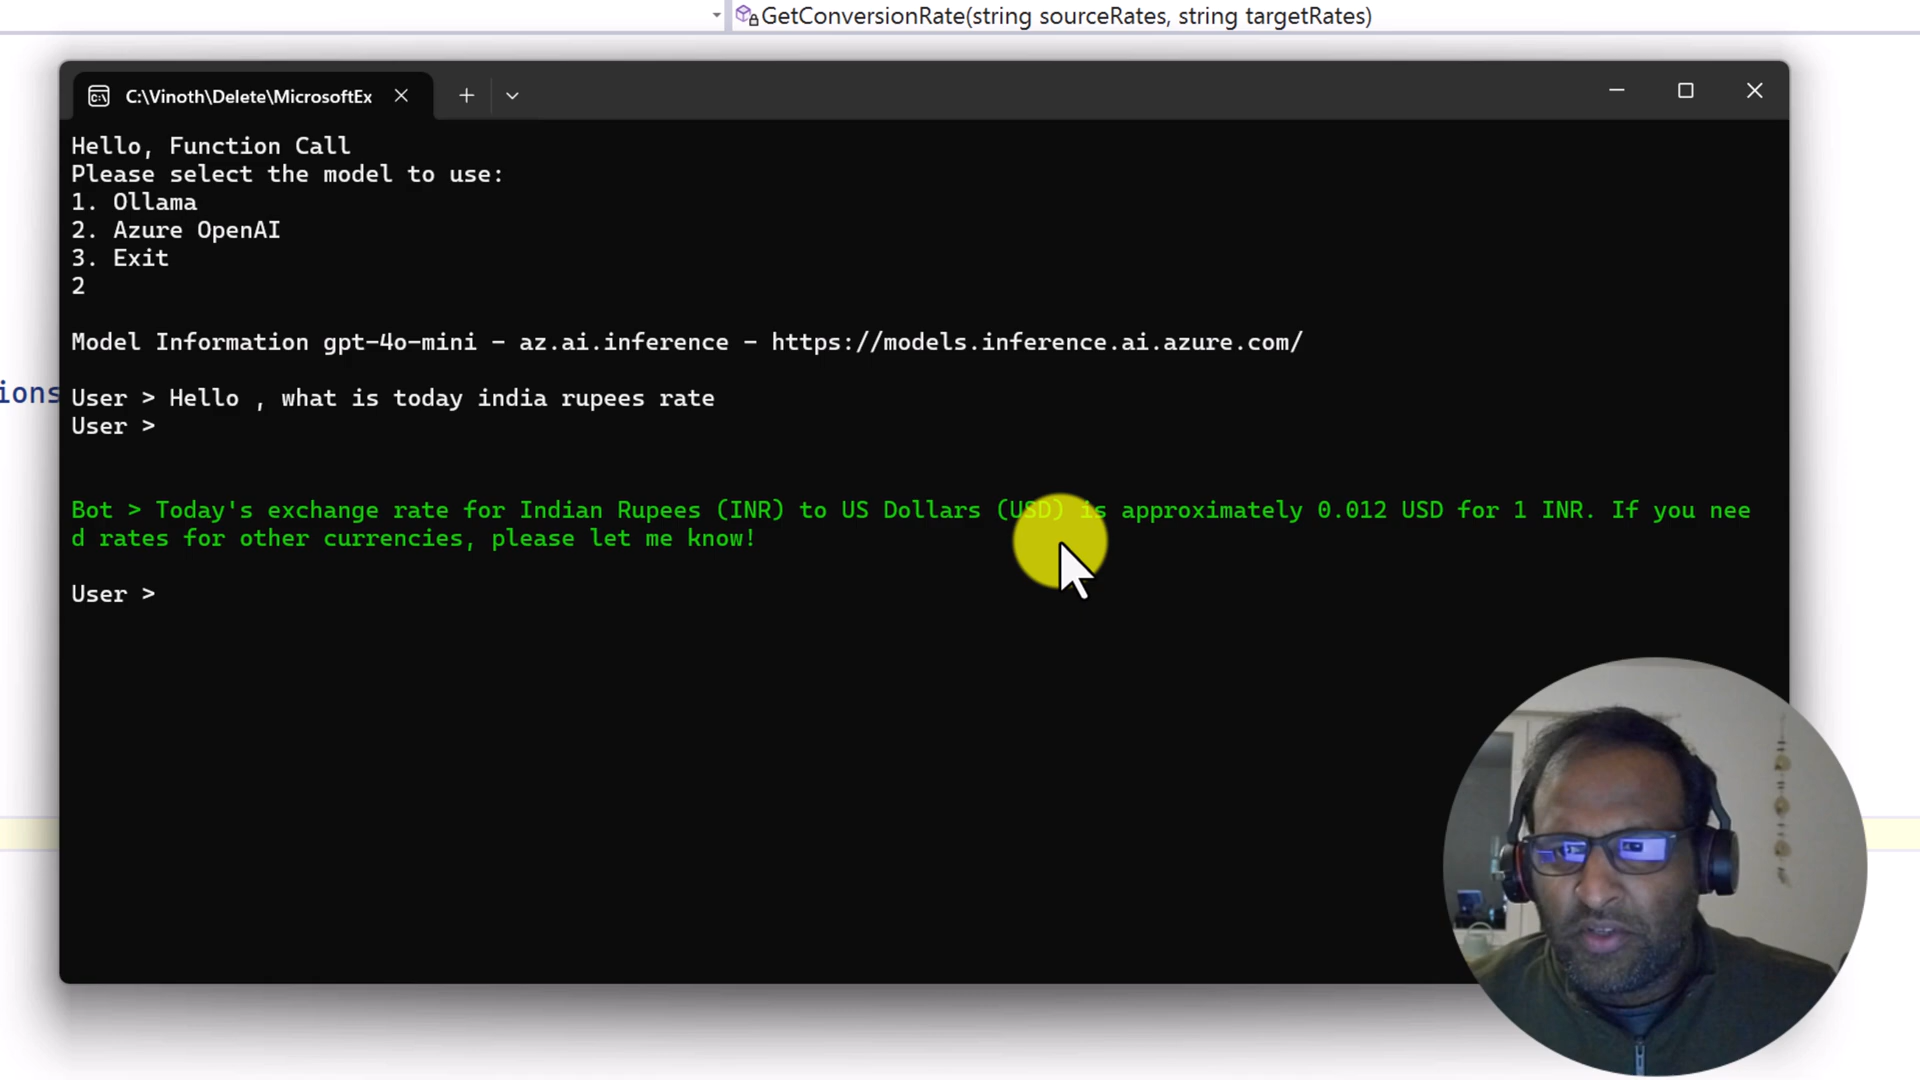 GetConversionRate(string sourceRates, string targetRates)
C:\Vinoth\Delete\MicrosoftEx
Hello, Function Call
Please select the model to use:
1. Ollama
2. Azure OpenAI
3. Exit
2
Model Information gpt-4o-mini - az.ai.inference - https://models.inference.ai.azure.com/
ions
User > Hello , what is today india rupees rate
User >
Bot > Today's exchange rate for Indian Rupees (INR) to US Dollars (USD) is approximately 0.012 USD for 1 INR. If you nee
d rates for other currencies, please let me know!
User >